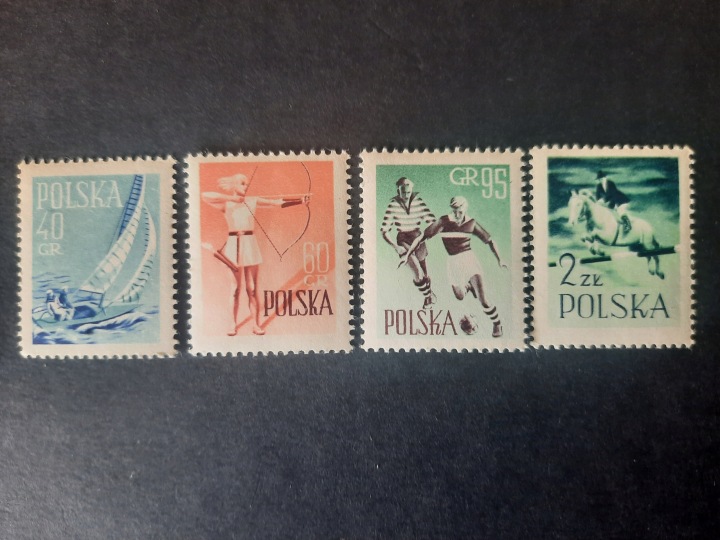 POLSKA
40
GR.
60
GR.
POLSKA
GR 95
POLSKA
2 ZŁ
POLSKA